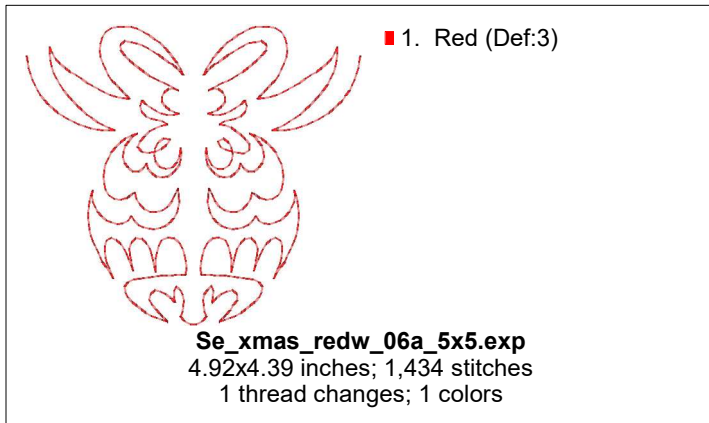 1. Red (Def:3)
Se_xmas_redw_06a_5x5.exp
4.92x4.39 inches; 1,434 stitches
1 thread changes; 1 colors